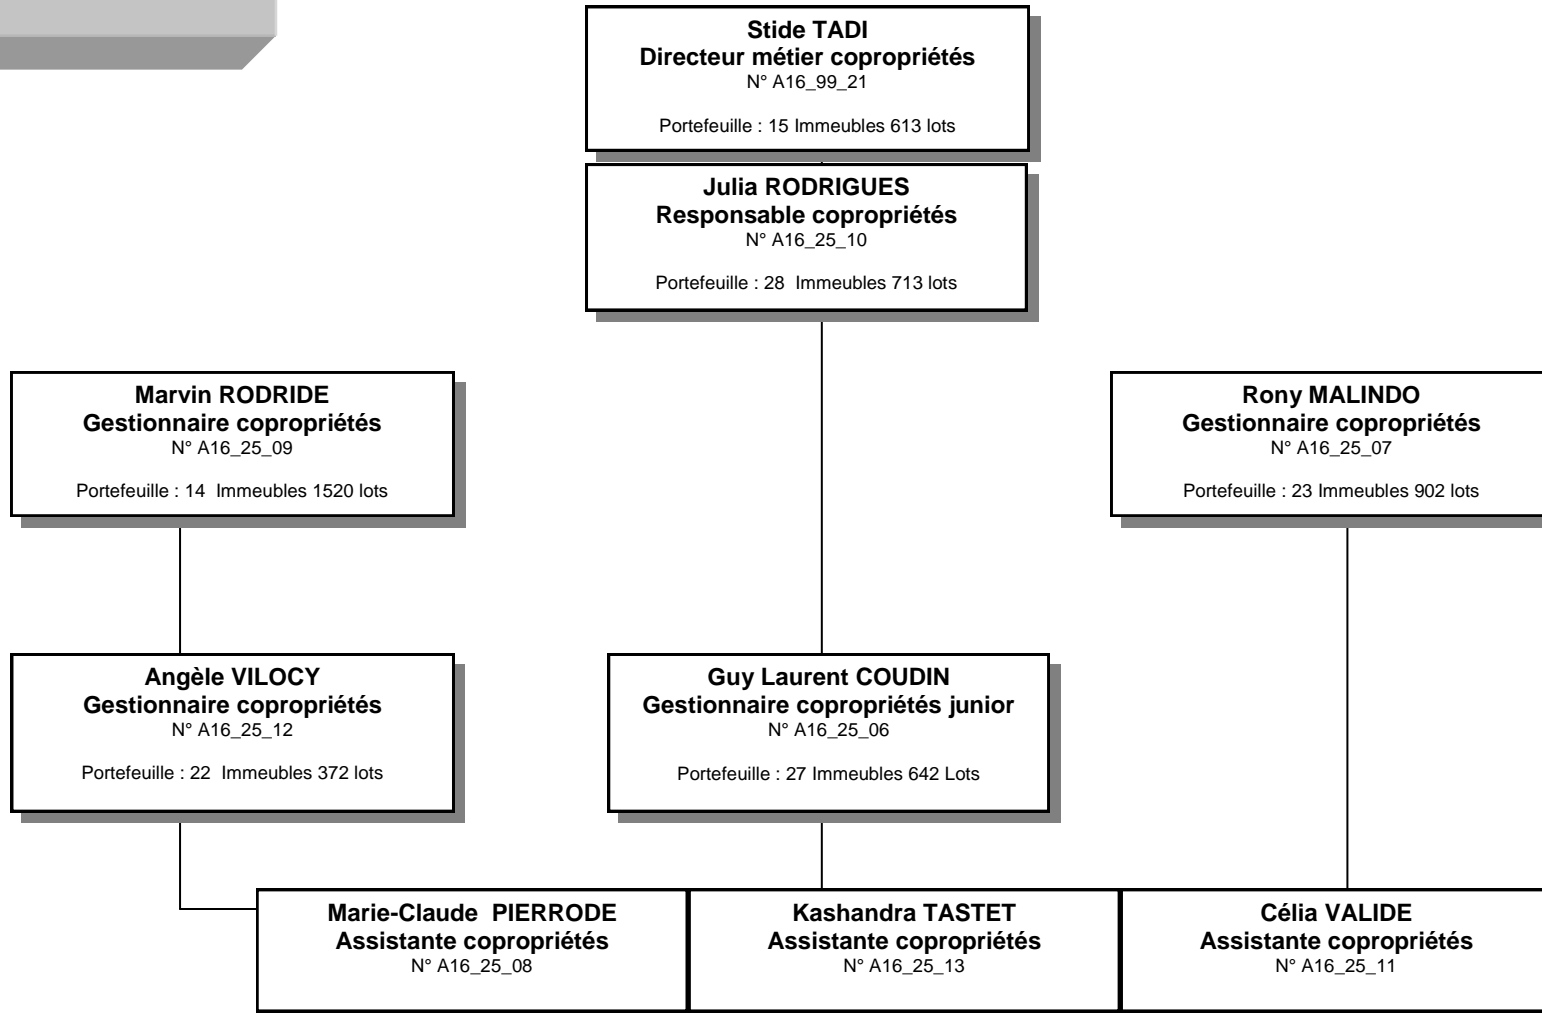 Stide TADI
Directeur métier copropriétés
N° A16_99_21
Portefeuille : 15 Immeubles 613 lots
Julia RODRIGUES
Responsable copropriétés
N° A16_25_10
Portefeuille : 28 Immeubles 713 lots
Marvin RODRIDE
Gestionnaire copropriétés
N° A16_25_09
Portefeuille : 14 Immeubles 1520 lots
Rony MALINDO
Gestionnaire copropriétés
N° A16_25_07
Portefeuille : 23 Immeubles 902 lots
Angèle VILOCY
Gestionnaire copropriétés
N° A16_25_12
Portefeuille : 22 Immeubles 372 lots
Guy Laurent COUDIN
Gestionnaire copropriétés junior
N° A16_25_06
Portefeuille : 27 Immeubles 642 Lots
Marie-Claude PIERRODE
Assistante copropriétés
N° A16_25_08
Kashandra TASTET
Assistante copropriétés
N° A16_25_13
Célia VALIDE
Assistante copropriétés
N° A16_25_11